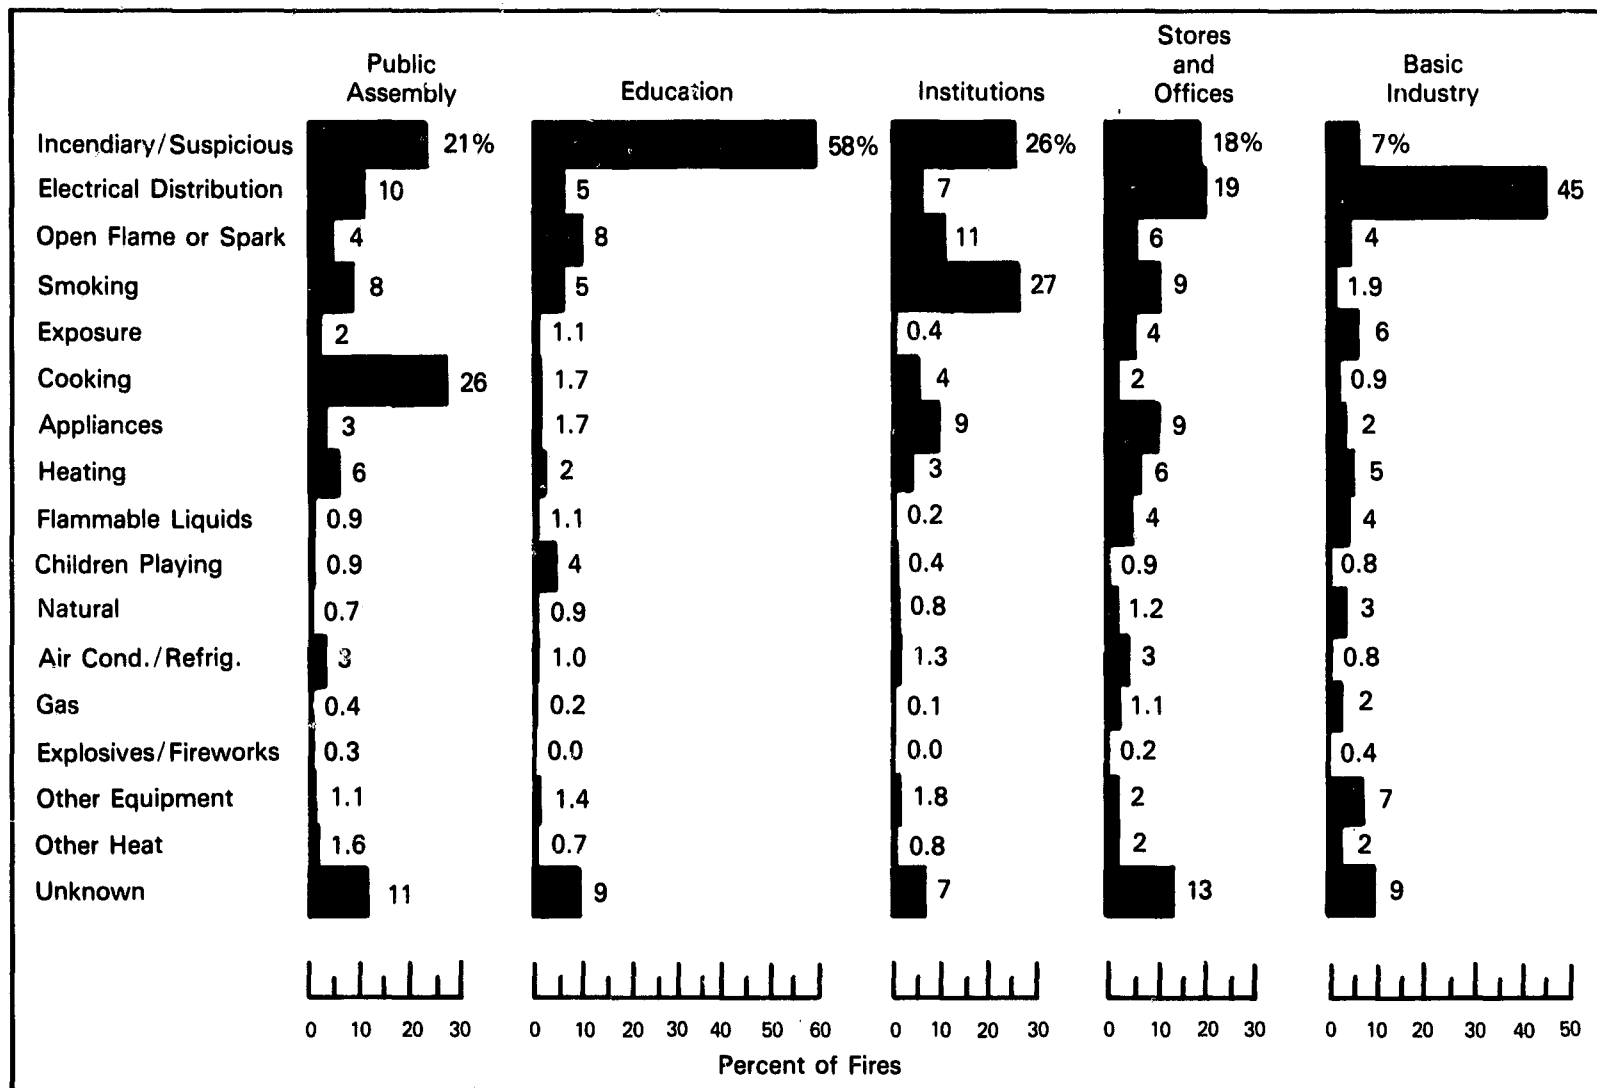 Public
Assembly
Education
Institutions
Stores
and
Offices
Basic
Industry
Incendiary/Suspicious 21% 58% 26% 18% 7%
Electrical Distribution 10 5 7 19 45
Open Flame or Spark 4 8 11 6 4
Smoking 8 5 27 9 1.9
Exposure 2 1.1 0.4 4 6
Cooking 26 1.7 4 2 0.9
Appliances 3 1.7 9 9 2
Heating 6 2 3 6 5
Flammable Liquids 0.9 1.1 0.2 4 4
Children Playing 0.9 4 0.4 0.9 0.8
Natural 0.7 0.9 0.8 1.2 3
Air Cond./Refrig. 3 1.0 1.3 3 0.8
Gas 0.4 0.2 0.1 1.1 2
Explosives/Fireworks 0.3 0.0 0.0 0.2 0.4
Other Equipment 1.1 1.4 1.8 2 7
Other Heat 1.6 0.7 0.8 2 2
Unknown 11 9 7 13 9
0 10 20 30 0 10 20 30 40 50 60 0 10 20 30 0 10 20 30 0 10 20 30 40 50
Percent of Fires